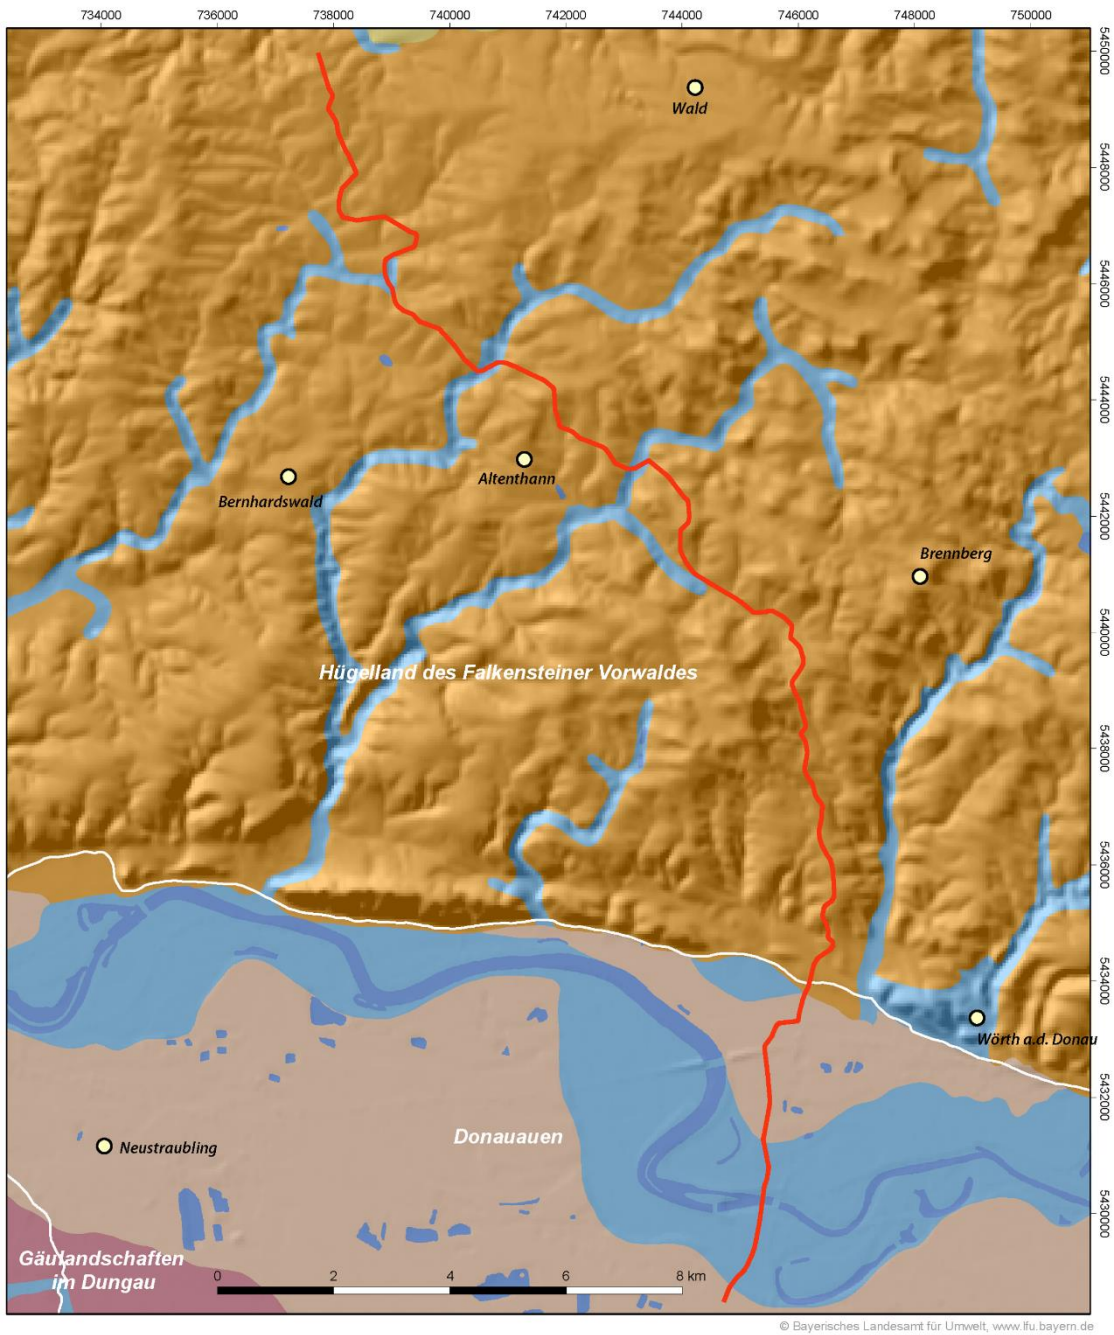 734000 736000 738000 740000 742000 744000 746000 748000 750000
5450000
Wald
5448000
5446000
5444000
Altenthann
Bernhardswald
5442000
Brennberg
5440000
Hügelland des Falkensteiner Vorwaldes
5438000
5436000
5434000
Wörth a.d. Donau
5432000
Donauauen
Neustraubling
5430000
Gäulandschaften
im Dungau
0 2 4 6 8 km
© Bayerisches Landesamt für Umwelt, www.lfu.bayern.de